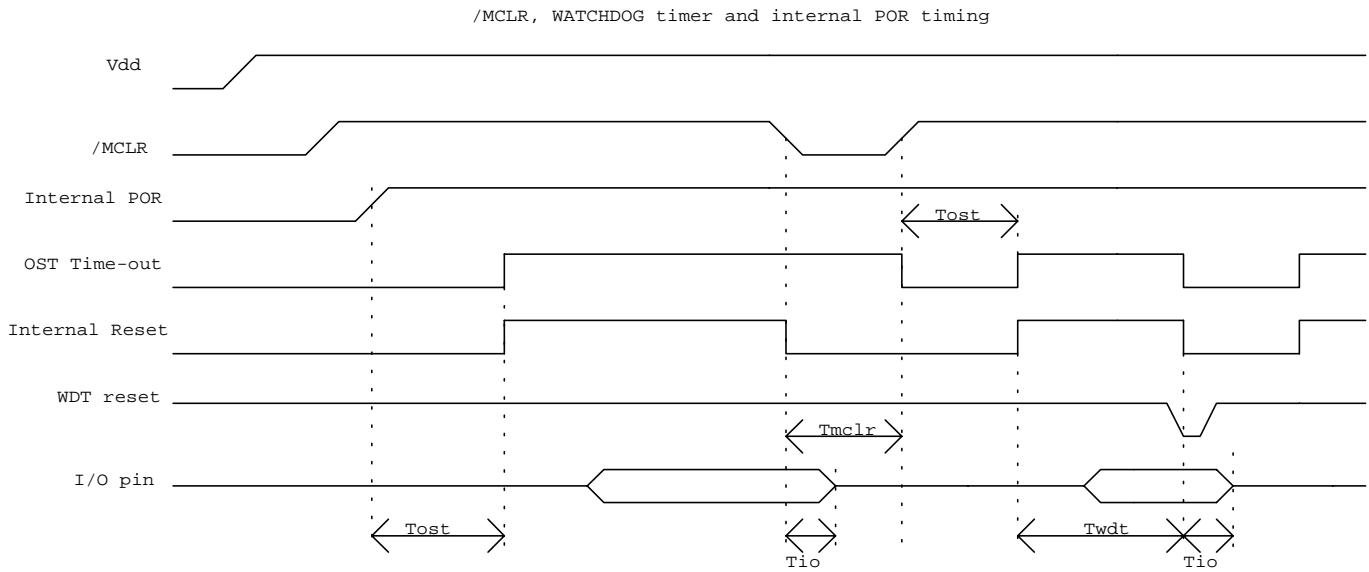 /MCLR, WATCHDOG timer and internal POR timing
Vdd
/MCLR
Internal POR
Tost
OST Time-out
Internal Reset
WDT reset
Tmclr
I/O pin
Tost
Twdt
Tio
Tio